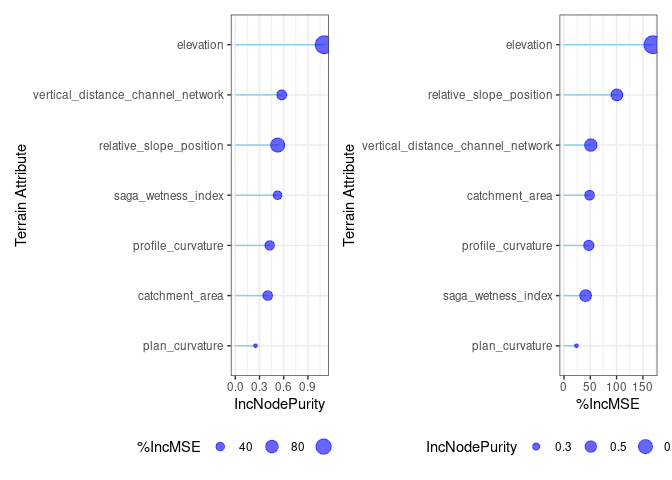 elevation
vertical_distance_channel_network
relative_slope_position
saga_wetness_index
profile_curvature
catchment_area
plan_curvature
Terrain Attribute
0.0 0.3 0.6 0.9
IncNodePurity
%IncMSE 40 80
elevation
relative_slope_position
vertical_distance_channel_network
catchment_area
profile_curvature
saga_wetness_index
plan_curvature
Terrain Attribute
0 50 100 150
%IncMSE
IncNodePurity 0.3 0.5